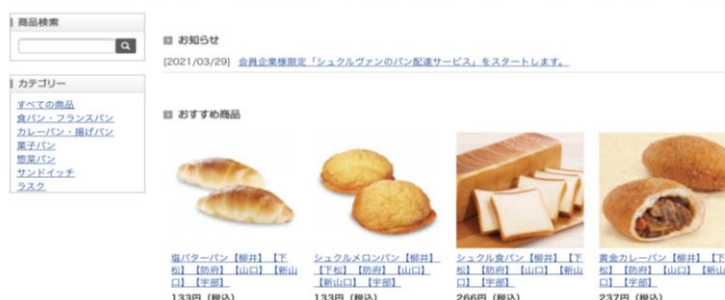 商品検索
カテゴリー
すべての商品
食パン・フランスパン
カレーパン・揚げパン
菓子パン
惣菜パン
サンドイッチ
ラスク
お知らせ
[2021/03/29] 会員企業様限定「シュクルヴァンのパン配達サービス」をスタートします。
おすすめ商品
塩バターパン【柳井】【下
松】【防府】【山口】【新山
口】【宇部】
133円（税込）
シュクルメロンパン【柳井】
【下松】【防府】【山口】
【新山口】【宇部】
133円（税込）
シュクル食パン【柳井】【下
松】【防府】【山口】【新山
口】【宇部】
266円（税込）
黄金カレーパン【柳井】【下
松】【防府】【山口】【新山
口】【宇部】
237円（税込）